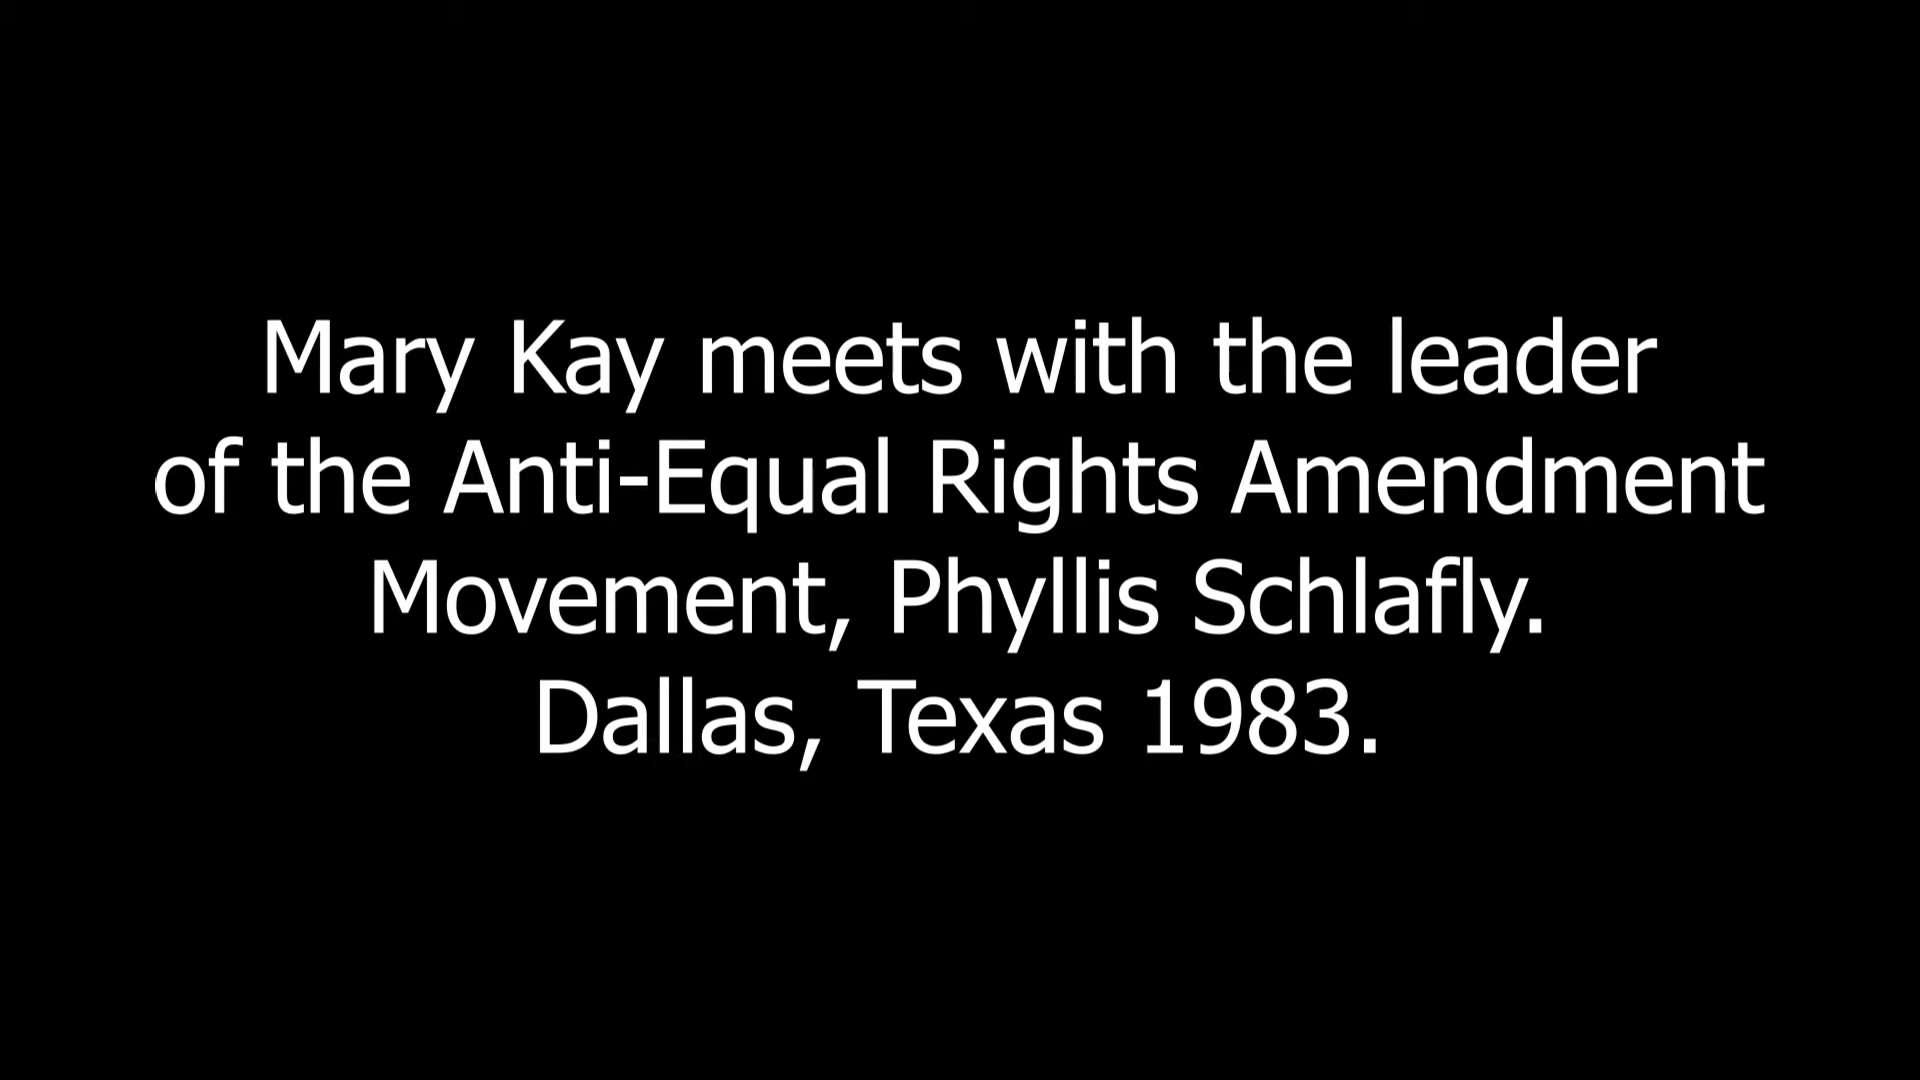 Mary Kay meets with the leader
of the Anti-Equal Rights Amendment
Movement, Phyllis Schlafly.
Dallas, Texas 1983.